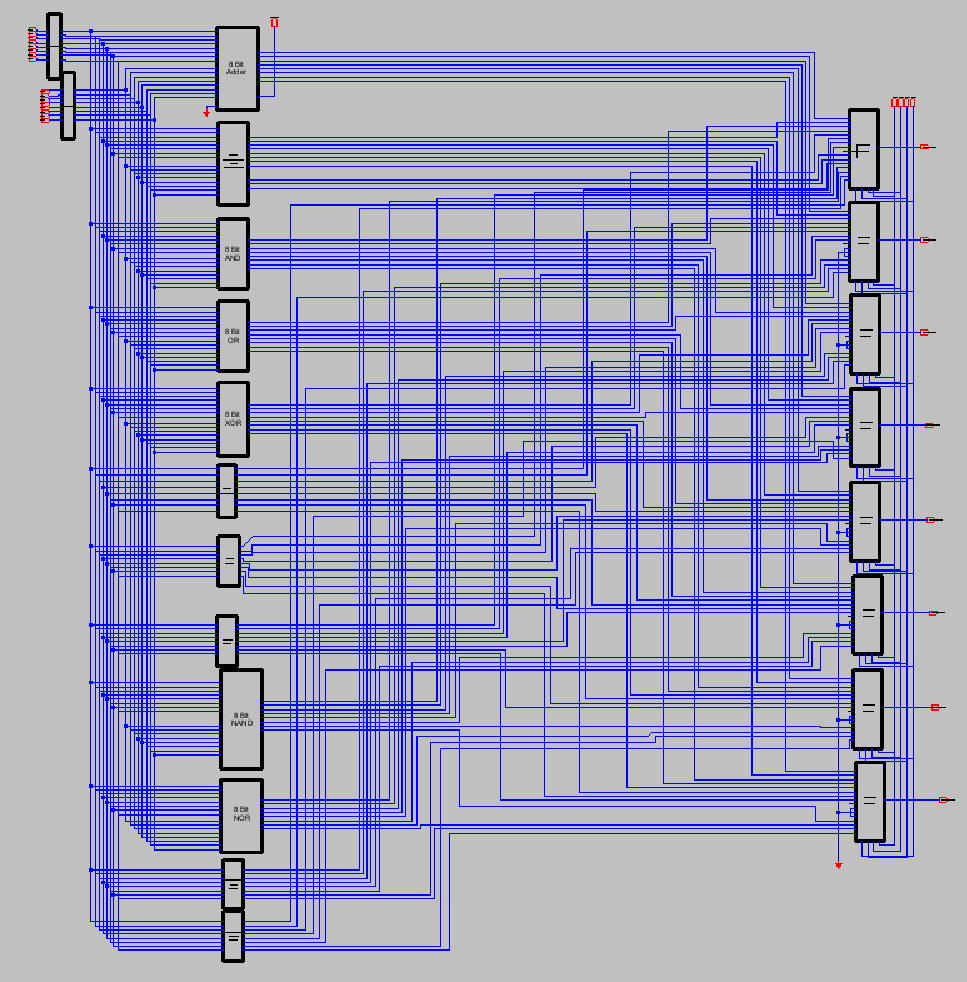 8 Bit
Adder
8 Bit
AND
8 Bit
OR
8 Bit
XOR
8 Bit
NAND
8 Bit
NOR